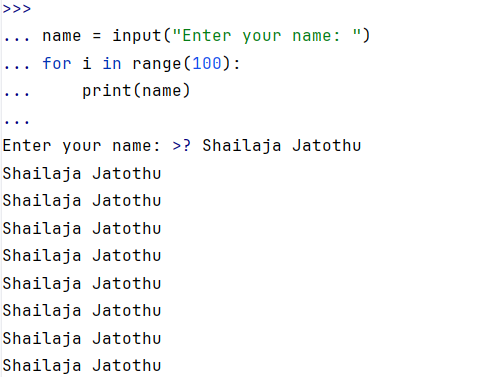 >>>
... name = input("Enter your name: ")
... for i in range(100):
...     print(name)
...
Enter your name: >? Shailaja Jatothu
Shailaja Jatothu
Shailaja Jatothu
Shailaja Jatothu
Shailaja Jatothu
Shailaja Jatothu
Shailaja Jatothu
Shailaja Jatothu
Shailaja Jatothu